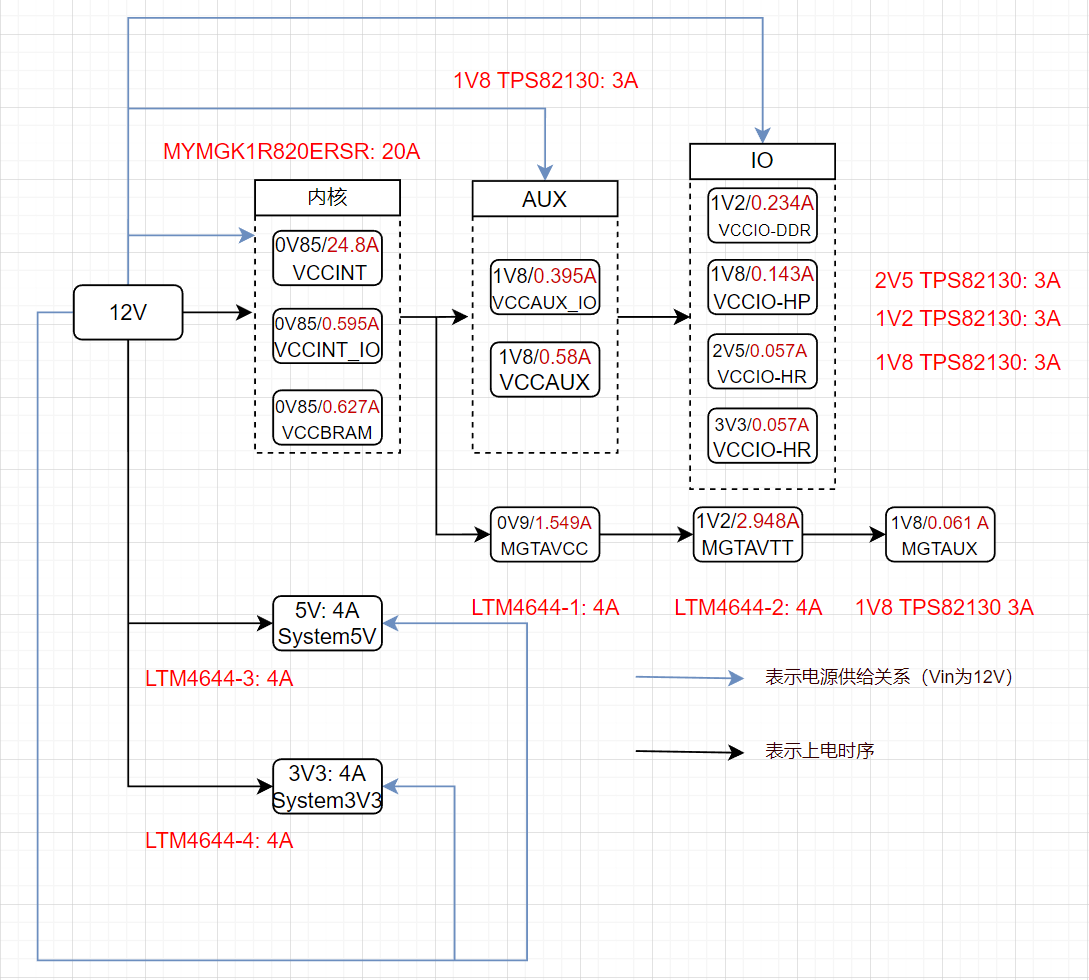 1V8 TPS82130: 3A
MYMGK1R820ERSR: 20A
IO
内核
AUX
1V2/0.234A
VCCIO-DDR
0V85/24.8A
VCCINT
1V8/0.395A
VCCAUX_IO
1V8/0.143A
VCCIO-HP
2V5 TPS82130: 3A
12V
1V2 TPS82130: 3A
0V85/0.595A
VCCINT_IO
1V8/0.58A
VCCAUX
2V5/0.057A
VCCIO-HR
1V8 TPS82130: 3A
0V85/0.627A
VCCBRAM
3V3/0.057A
VCCIO-HR
0V9/1.549A
MGTAVCC
1V2/2.948A
MGTAVTT
1V8/0.061 A
MGTAUX
5V: 4A
System5V
LTM4644-1: 4A
LTM4644-2: 4A
1V8 TPS82130 3A
LTM4644-3: 4A
表示电源供给关系（Vin为12V）
表示上电时序
3V3: 4A
System3V3
LTM4644-4: 4A